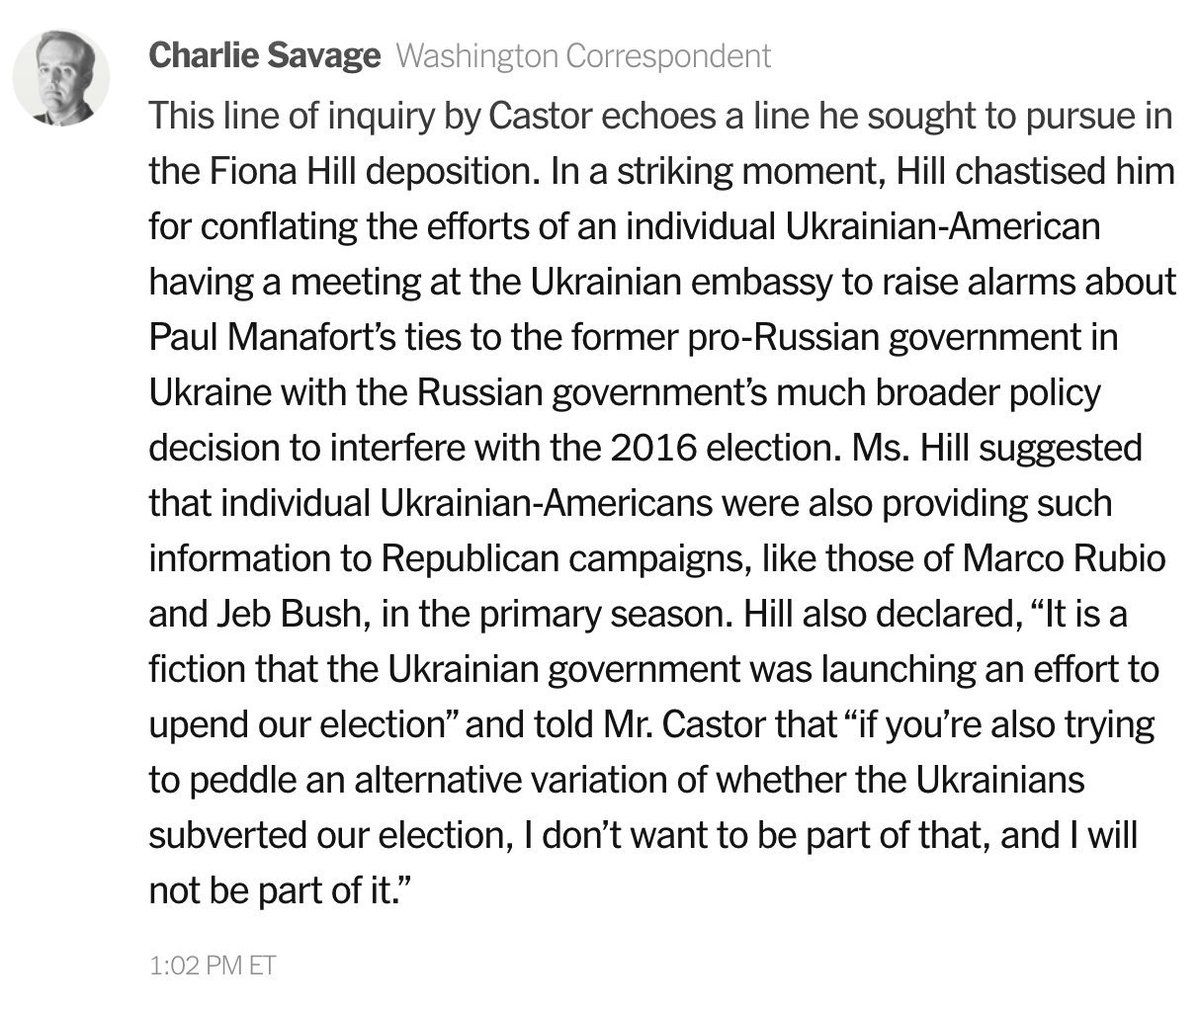 Charlie Savage Washington Correspondent
This line of inquiry by Castor echoes a line he sought to pursue in
the Fiona Hill deposition. In a striking moment, Hill chastised him
for conflating the efforts of an individual Ukrainian-American
having a meeting at the Ukrainian embassy to raise alarms about
Paul Manafort’s ties to the former pro-Russian government in
Ukraine with the Russian government’s much broader policy
decision to interfere with the 2016 election. Ms. Hill suggested
that individual Ukrainian-Americans were also providing such
information to Republican campaigns, like those of Marco Rubio
and Jeb Bush, in the primary season. Hill also declared, “It is a
fiction that the Ukrainian government was launching an effort to
upend our election” and told Mr. Castor that “if you’re also trying
to peddle an alternative variation of whether the Ukrainians
subverted our election, I don’t want to be part of that, and I will
not be part of it.”
1:02 PM ET